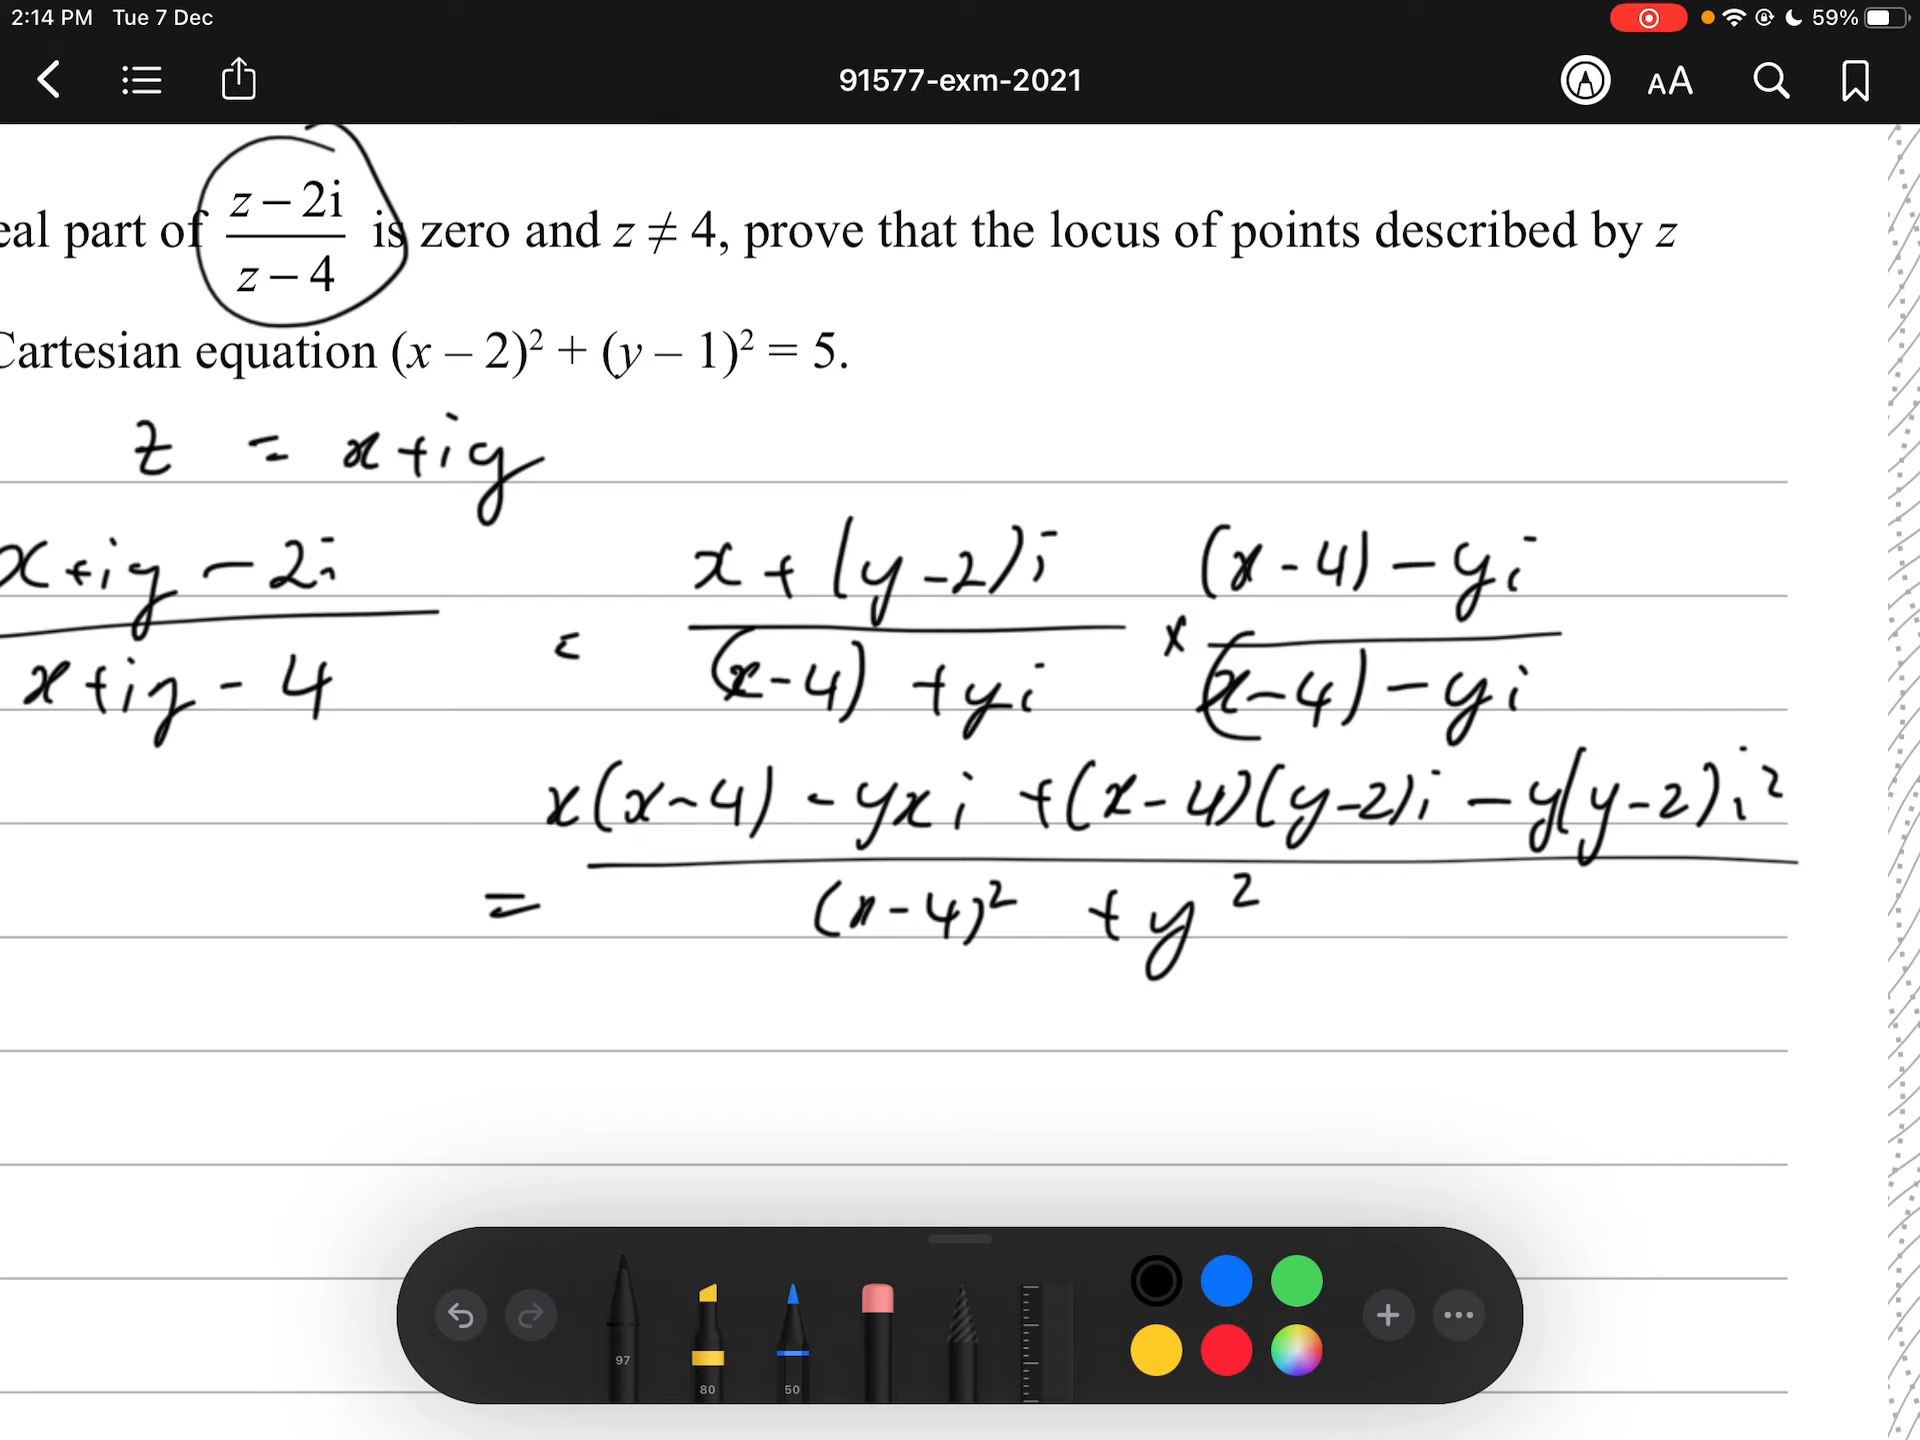 2:14 PM Tue 7 Dec 59%
91577-exm-2021
AA
eal part of (z – 2i)/(z – 4) is zero and z ≠ 4, prove that the locus of points described by z
Cartesian equation (x – 2)² + (y – 1)² = 5.
z = x+iy
(x+iy-2i)/(x+iy-4) = (x+(y-2)i)/((x-4)+yi) × ((x-4)-yi)/((x-4)-yi)
= (x(x-4)-yxi+(x-4)(y-2)i-y(y-2)i²)/((x-4)²+y²)
97 80 50